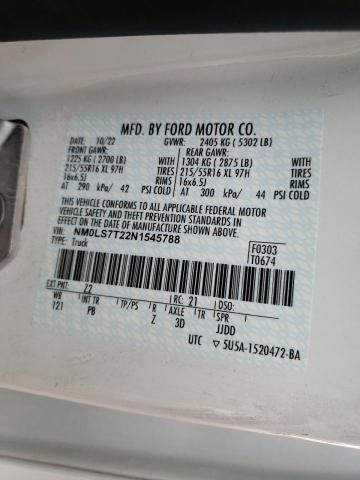 MFD. BY FORD MOTOR CO.
DATE: 10/22 GVWR: 2405 KG (5302 LB)
FRONT GAWR: REAR GAWR:
1225 KG (2700 LB) 1304 KG (2875 LB)
215/55R16 XL 97H TIRES 215/55R16 XL 97H TIRES
16x6.5J RIMS 16x6.5J RIMS
AT 290 kPa/ 42 PSI COLD AT 300 kPa/ 44 PSI COLD
THIS VEHICLE CONFORMS TO ALL APPLICABLE FEDERAL MOTOR
VEHICLE SAFETY AND THEFT PREVENTION STANDARDS IN EFFECT
ON THE DATE OF MANUFACTURE SHOWN ABOVE.
VIN: NM0LS7T22N1545788
TYPE: Truck
F0303
T0674
EXT PNT: Z2 RC: 21 DSO:
WB INT TR TP/PS R AXLE TR SPR
121 PB Z 3D JJDD
UTC ▽ 5U5A-1520472-BA